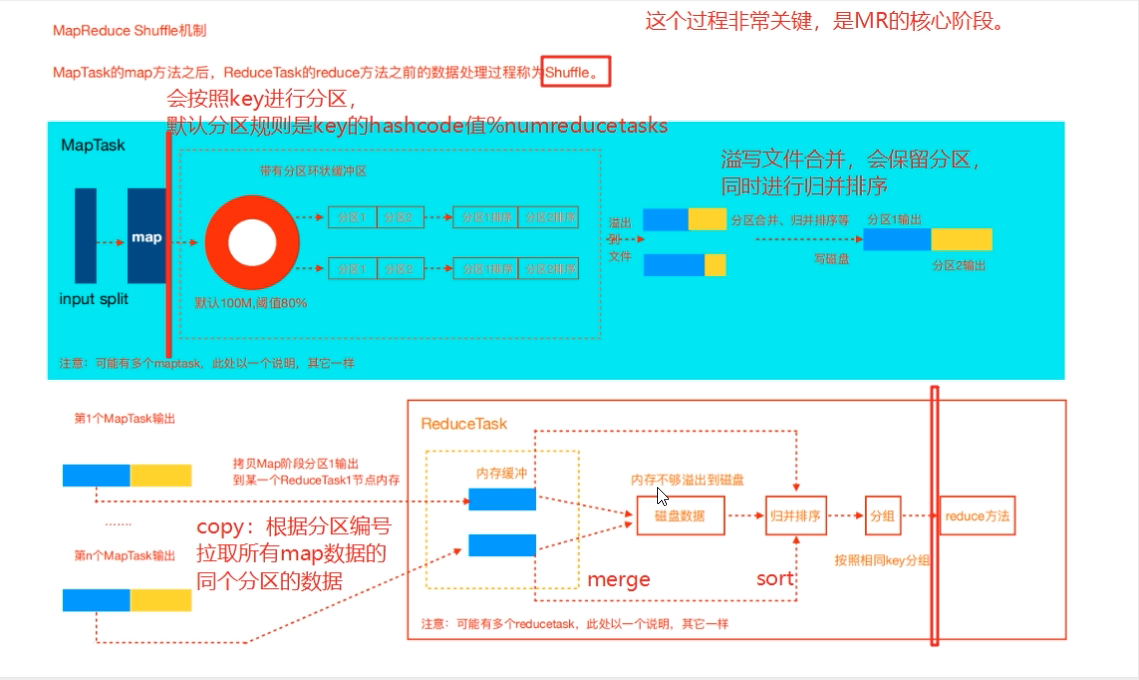 这个过程非常关键，是MR的核心阶段。
MapReduce Shuffle机制
MapTask的map方法之后，ReduceTask的reduce方法之前的数据处理过程称为Shuffle。
会按照key进行分区，
默认分区规则是key的hashcode值%numreducetasks
MapTask
带有分区环状缓冲区
溢写文件合并，会保留分区，
同时进行归并排序
分区1 分区2 分区1排序 分区2排序
溢出
到
文件
分区合并、归并排序等
分区1输出
map
写磁盘
分区2输出
分区1 分区2 分区1排序 分区2排序
input split
默认100M,阈值80%
注意：可能有多个maptask，此处以一个说明，其它一样
第1个MapTask输出
拷贝Map阶段分区1输出
到某一个ReduceTask1节点内存
.......
copy：根据分区编号
拉取所有map数据的
同个分区的数据
第n个MapTask输出
ReduceTask
内存缓冲
内存不够溢出到磁盘
磁盘数据
归并排序
分组
reduce方法
按照相同key分组
merge
sort
注意：可能有多个reducetask，此处以一个说明，其它一样